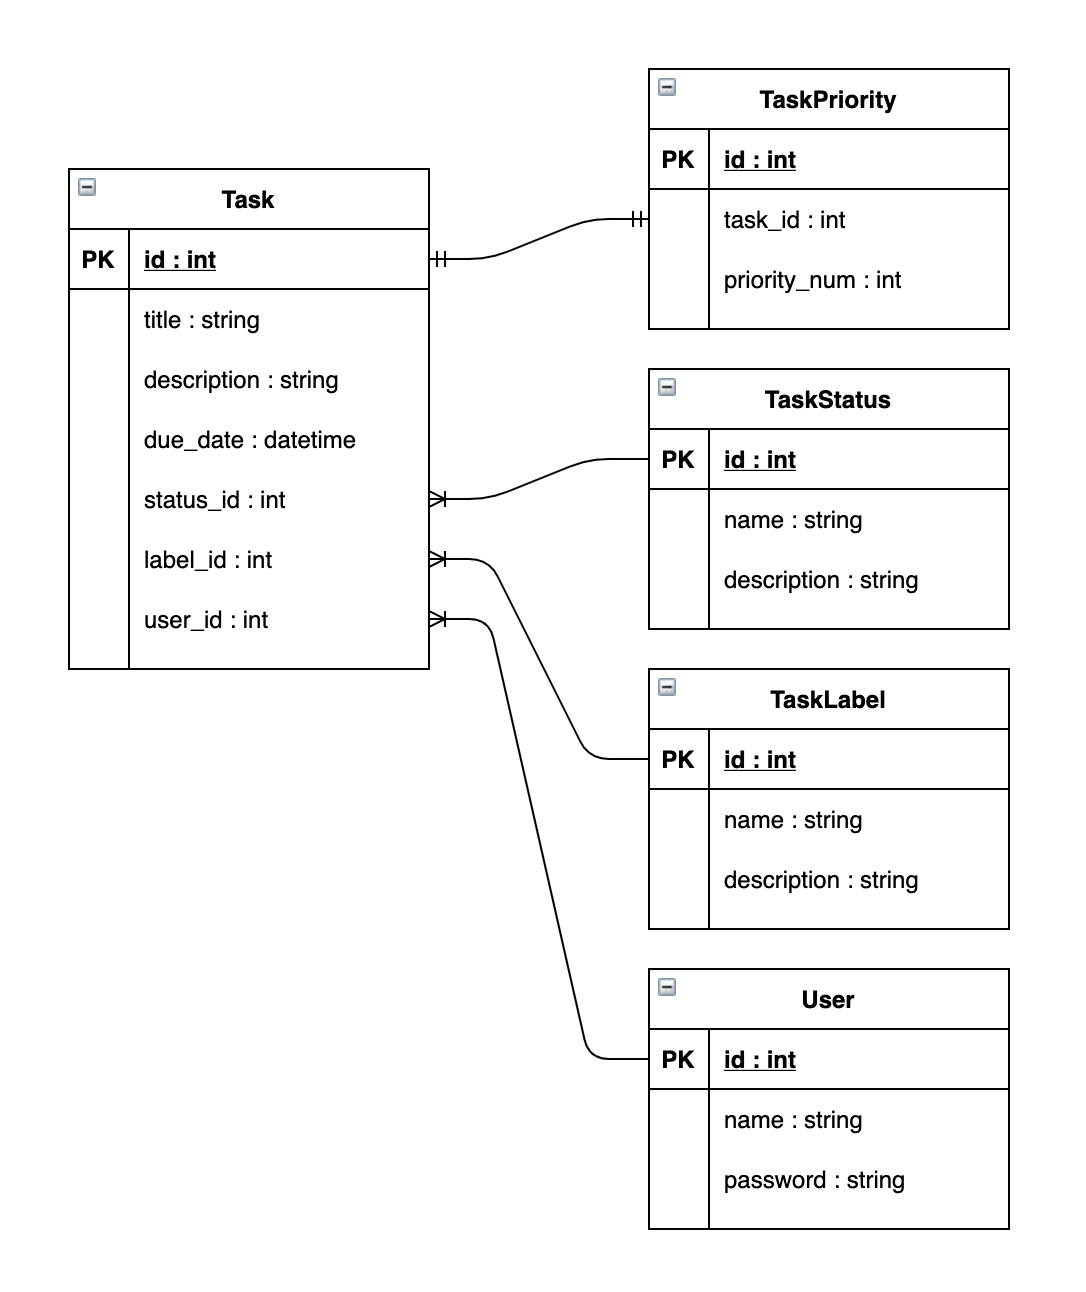 Task
PK id : int
title : string
description : string
due_date : datetime
status_id : int
label_id : int
user_id : int
TaskPriority
PK id : int
task_id : int
priority_num : int
TaskStatus
PK id : int
name : string
description : string
TaskLabel
PK id : int
name : string
description : string
User
PK id : int
name : string
password : string